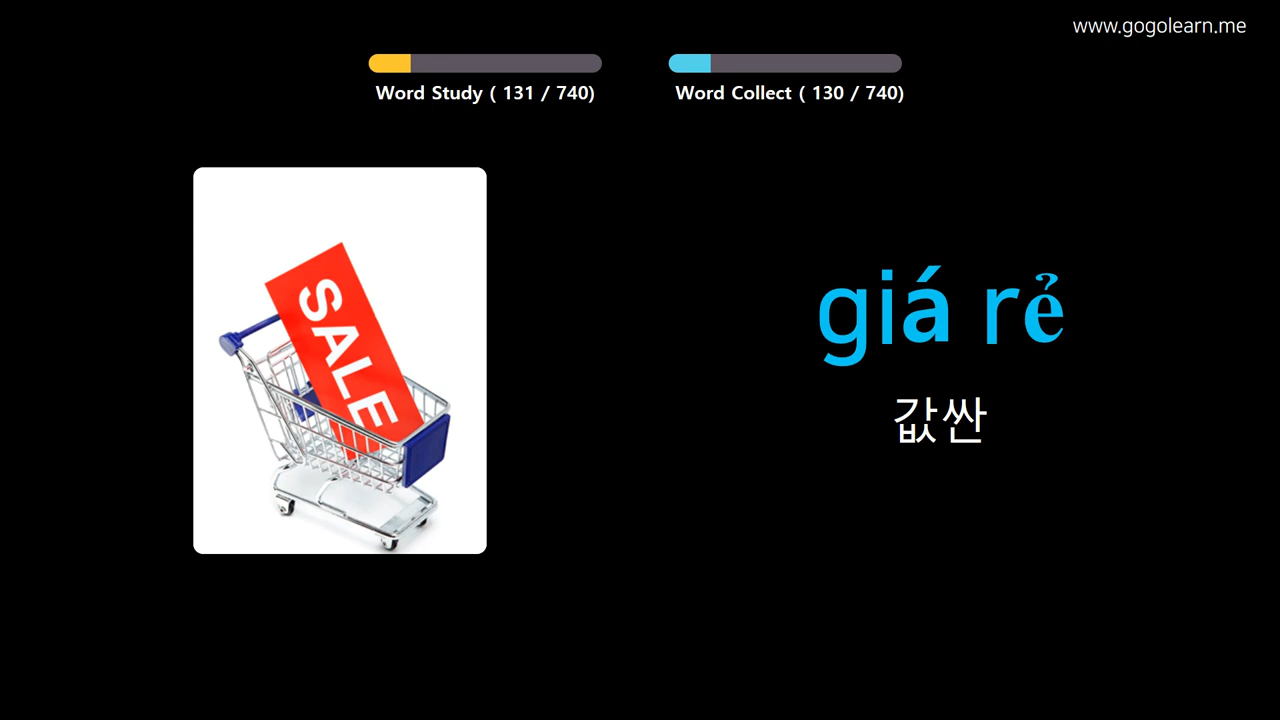 www.gogolearn.me
Word Study ( 131 / 740)
Word Collect ( 130 / 740)
SALE
giá rẻ
값싼